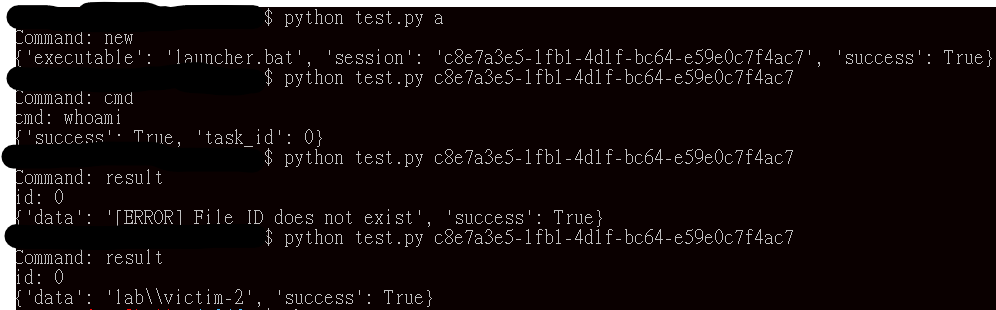 $ python test.py a
Command: new
{'executable': 'launcher.bat', 'session': 'c8e7a3e5-1fb1-4d1f-bc64-e59e0c7f4ac7', 'success': True}
$ python test.py c8e7a3e5-1fb1-4d1f-bc64-e59e0c7f4ac7
Command: cmd
cmd: whoami
{'success': True, 'task_id': 0}
$ python test.py c8e7a3e5-1fb1-4d1f-bc64-e59e0c7f4ac7
Command: result
id: 0
{'data': '[ERROR] File ID does not exist', 'success': True}
$ python test.py c8e7a3e5-1fb1-4d1f-bc64-e59e0c7f4ac7
Command: result
id: 0
{'data': 'lab\\victim-2', 'success': True}